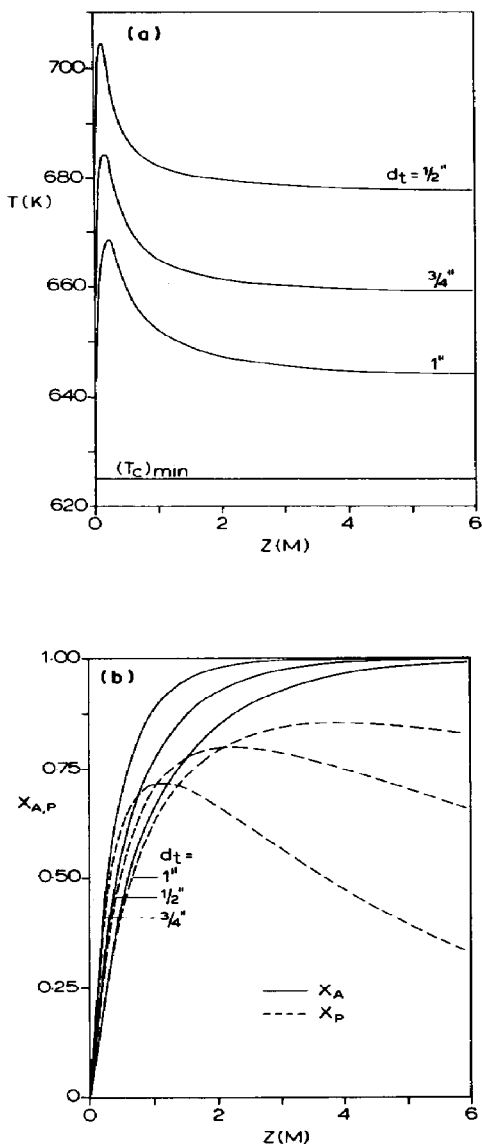 (a)
700
680
T(K)
660
640
620
dt = 1/2"
3/4"
1"
(Tc)min
0 2 4 6
Z(M)
(b)
1.00
0.75
XA,P
0.50
0.25
0
dt=
1"
1/2"
3/4"
XA
XP
0 2 4 6
Z(M)